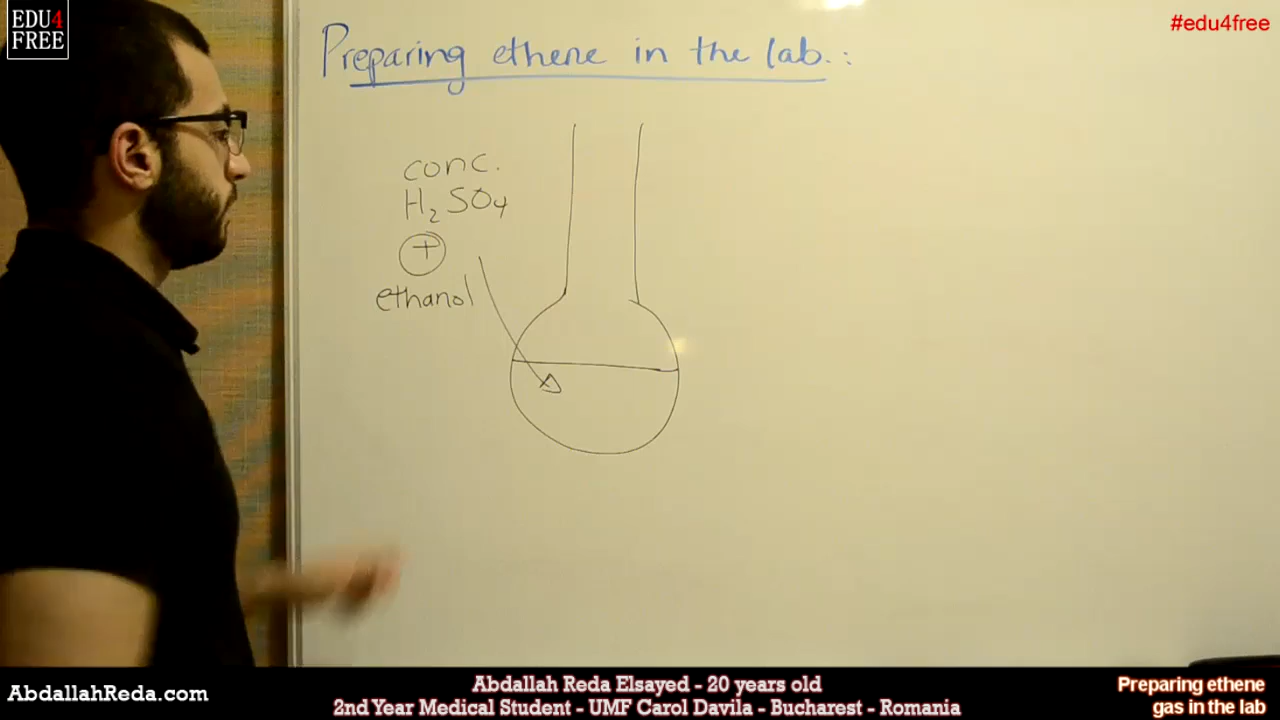 EDU4
FREE
#edu4free
Preparing ethene in the lab.:
conc.
H2SO4
+
ethanol
AbdallahReda.com
Abdallah Reda Elsayed - 20 years old
2nd Year Medical Student - UMF Carol Davila - Bucharest - Romania
Preparing ethene
gas in the lab